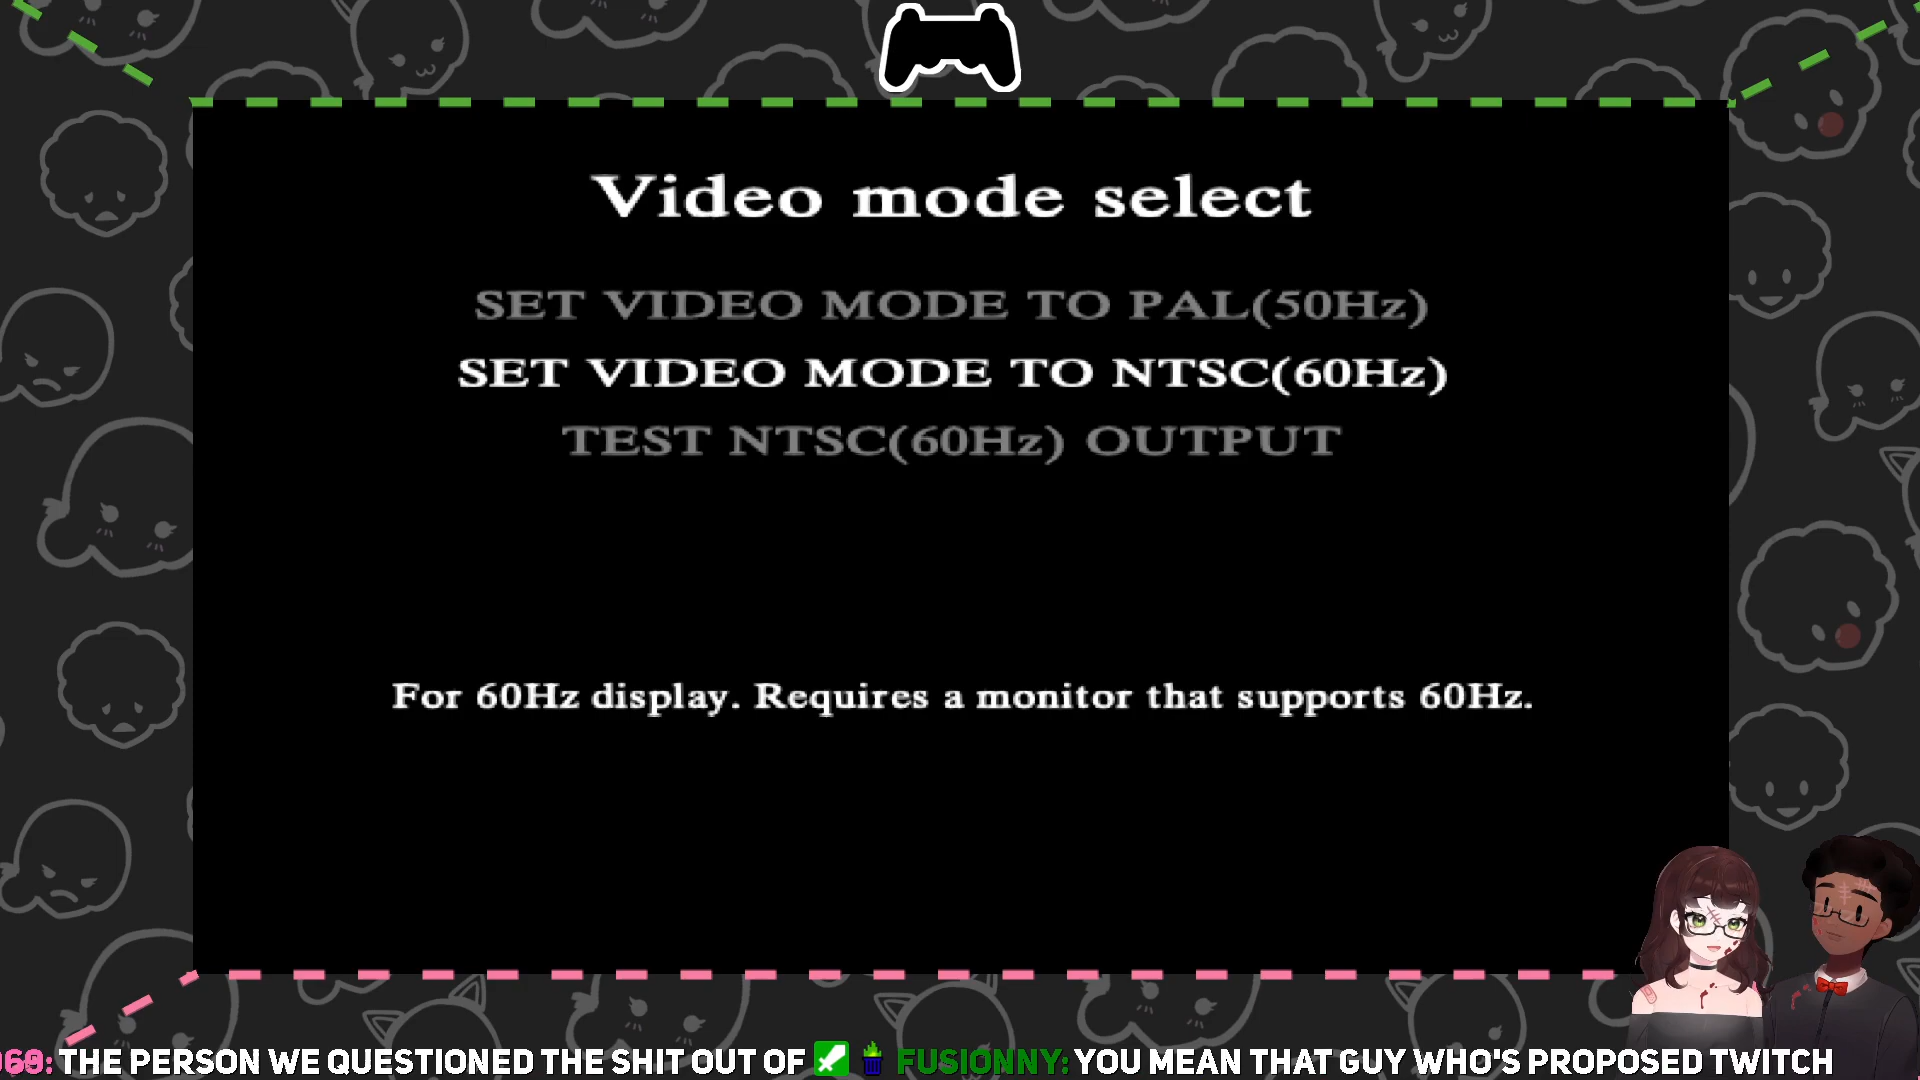 Video mode select
SET VIDEO MODE TO PAL(50Hz)
SET VIDEO MODE TO NTSC(60Hz)
TEST NTSC(60Hz) OUTPUT
For 60Hz display. Requires a monitor that supports 60Hz.
069: THE PERSON WE QUESTIONED THE SHIT OUT OF FUSIONNY: YOU MEAN THAT GUY WHO'S PROPOSED TWITCH